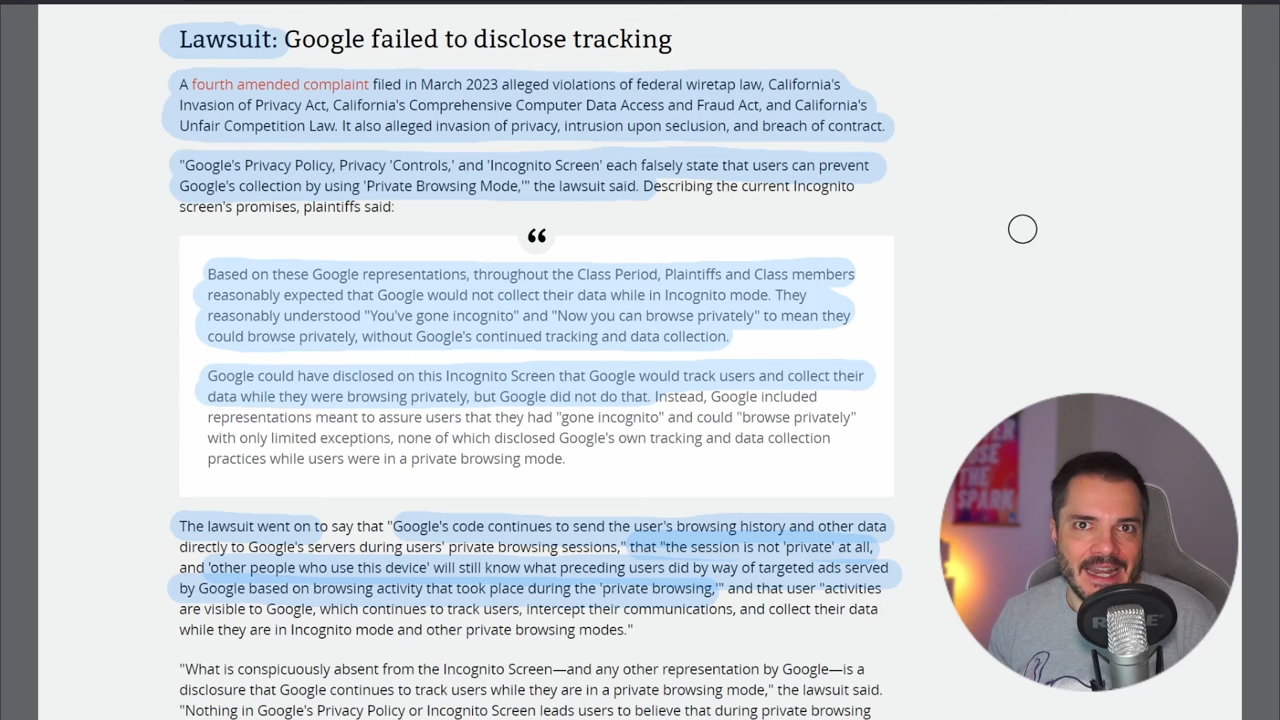 Lawsuit: Google failed to disclose tracking
A fourth amended complaint filed in March 2023 alleged violations of federal wiretap law, California's
Invasion of Privacy Act, California's Comprehensive Computer Data Access and Fraud Act, and California's
Unfair Competition Law. It also alleged invasion of privacy, intrusion upon seclusion, and breach of contract.
"Google's Privacy Policy, Privacy 'Controls,' and 'Incognito Screen' each falsely state that users can prevent
Google's collection by using 'Private Browsing Mode,'" the lawsuit said. Describing the current Incognito
screen's promises, plaintiffs said:
“
Based on these Google representations, throughout the Class Period, Plaintiffs and Class members
reasonably expected that Google would not collect their data while in Incognito mode. They
reasonably understood "You've gone incognito" and "Now you can browse privately" to mean they
could browse privately, without Google's continued tracking and data collection.
Google could have disclosed on this Incognito Screen that Google would track users and collect their
data while they were browsing privately, but Google did not do that. Instead, Google included
representations meant to assure users that they had "gone incognito" and could "browse privately"
with only limited exceptions, none of which disclosed Google's own tracking and data collection
practices while users were in a private browsing mode.
The lawsuit went on to say that "Google's code continues to send the user's browsing history and other data
directly to Google's servers during users' private browsing sessions," that "the session is not 'private' at all,
and 'other people who use this device' will still know what preceding users did by way of targeted ads served
by Google based on browsing activity that took place during the 'private browsing,'" and that user "activities
are visible to Google, which continues to track users, intercept their communications, and collect their data
while they are in Incognito mode and other private browsing modes."
"What is conspicuously absent from the Incognito Screen—and any other representation by Google—is a
disclosure that Google continues to track users while they are in a private browsing mode," the lawsuit said.
"Nothing in Google's Privacy Policy or Incognito Screen leads users to believe that during private browsing
THE
SPARK